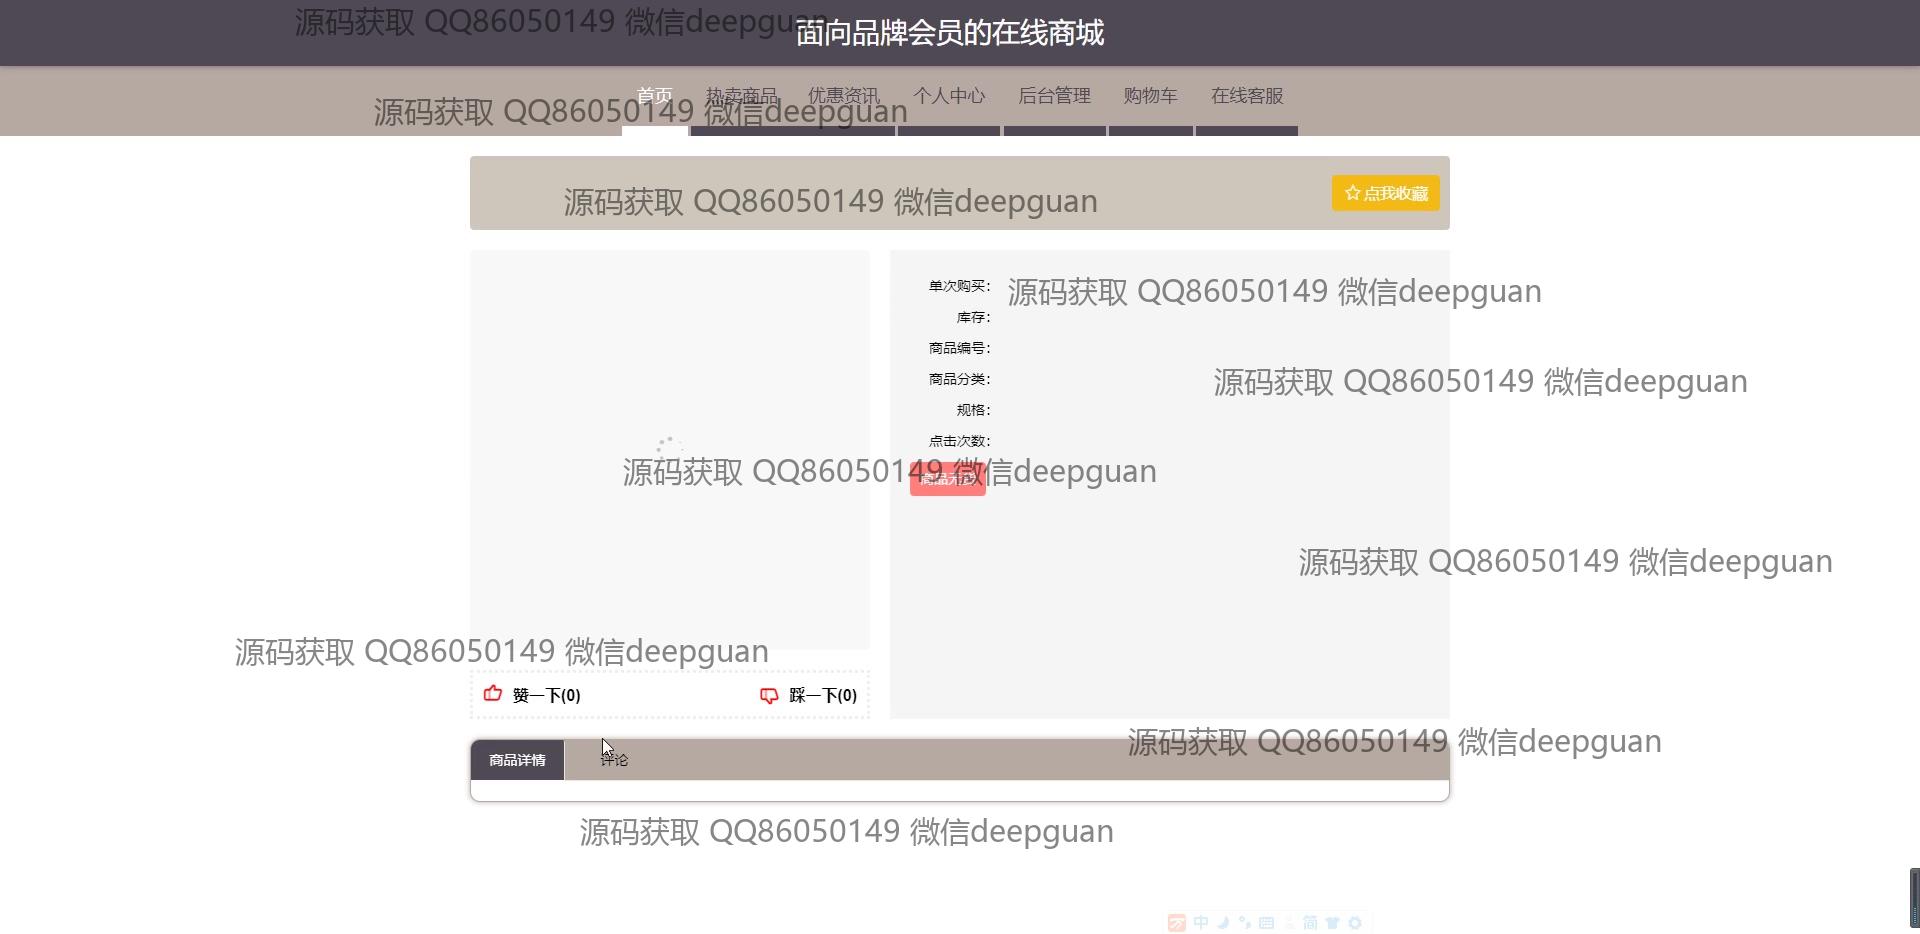 源码获取 QQ86050149 微信deepguan
面向品牌会员的在线商城
首页 热卖商品 优惠资讯 个人中心 后台管理 购物车 在线客服
源码获取 QQ86050149 微信deepguan
源码获取 QQ86050149 微信deepguan
点我收藏
单次购买:
源码获取 QQ86050149 微信deepguan
库存:
商品编号:
商品分类:
源码获取 QQ86050149 微信deepguan
规格:
点击次数:
源码获取 QQ86050149 微信deepguan
源码获取 QQ86050149 微信deepguan
源码获取 QQ86050149 微信deepguan
赞一下(0) 踩一下(0)
源码获取 QQ86050149 微信deepguan
商品详情 评论
源码获取 QQ86050149 微信deepguan
中 简